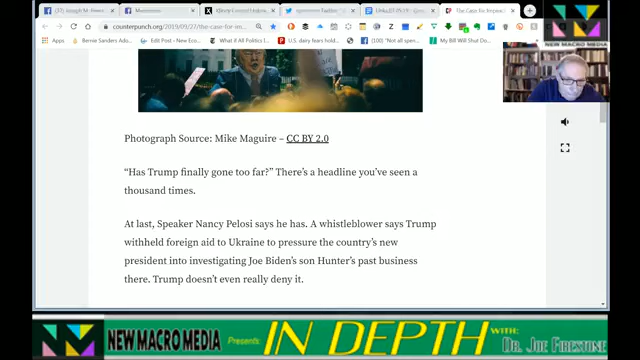 (37) Joseph M. Firest
counterpunch.org/2019/09/27/the-case-for-impea
Apps
Bernie Sanders Ado
Edit Post - New Eco
What it All Politics I
U.S. dairy fears hold
(100) "Not all spen
My Bill Will Shut Do
NEW MACRO MEDIA
Photograph Source: Mike Maguire – CC BY 2.0
“Has Trump finally gone too far?” There’s a headline you’ve seen a
thousand times.
At last, Speaker Nancy Pelosi says he has. A whistleblower says Trump
withheld foreign aid to Ukraine to pressure the country’s new
president into investigating Joe Biden’s son Hunter’s past business
there. Trump doesn’t even really deny it.
NEW MACRO MEDIA Presents: IN DEPTH WITH:
DR. JOE FIRESTONE